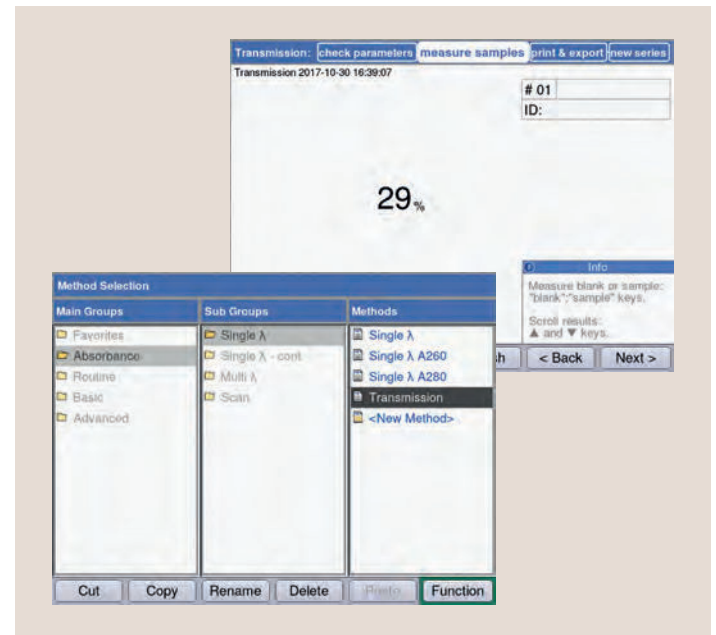 Transmission: check parameters measure samples print & export new series
Transmission 2017-10-30 16:39:07
# 01
ID:
29 %
Info
Measure blank or sample:
"blank";"sample" keys.
Scroll results:
▲ and ▼ keys.
h < Back Next >
Method Selection
Main Groups Sub Groups Methods
Favorites Single λ Single λ
Absorbance Single λ - cont. Single λ A260
Routine Multi λ Single λ A280
Basic Scan Transmission
Advanced <New Method>
Cut Copy Rename Delete Paste Function